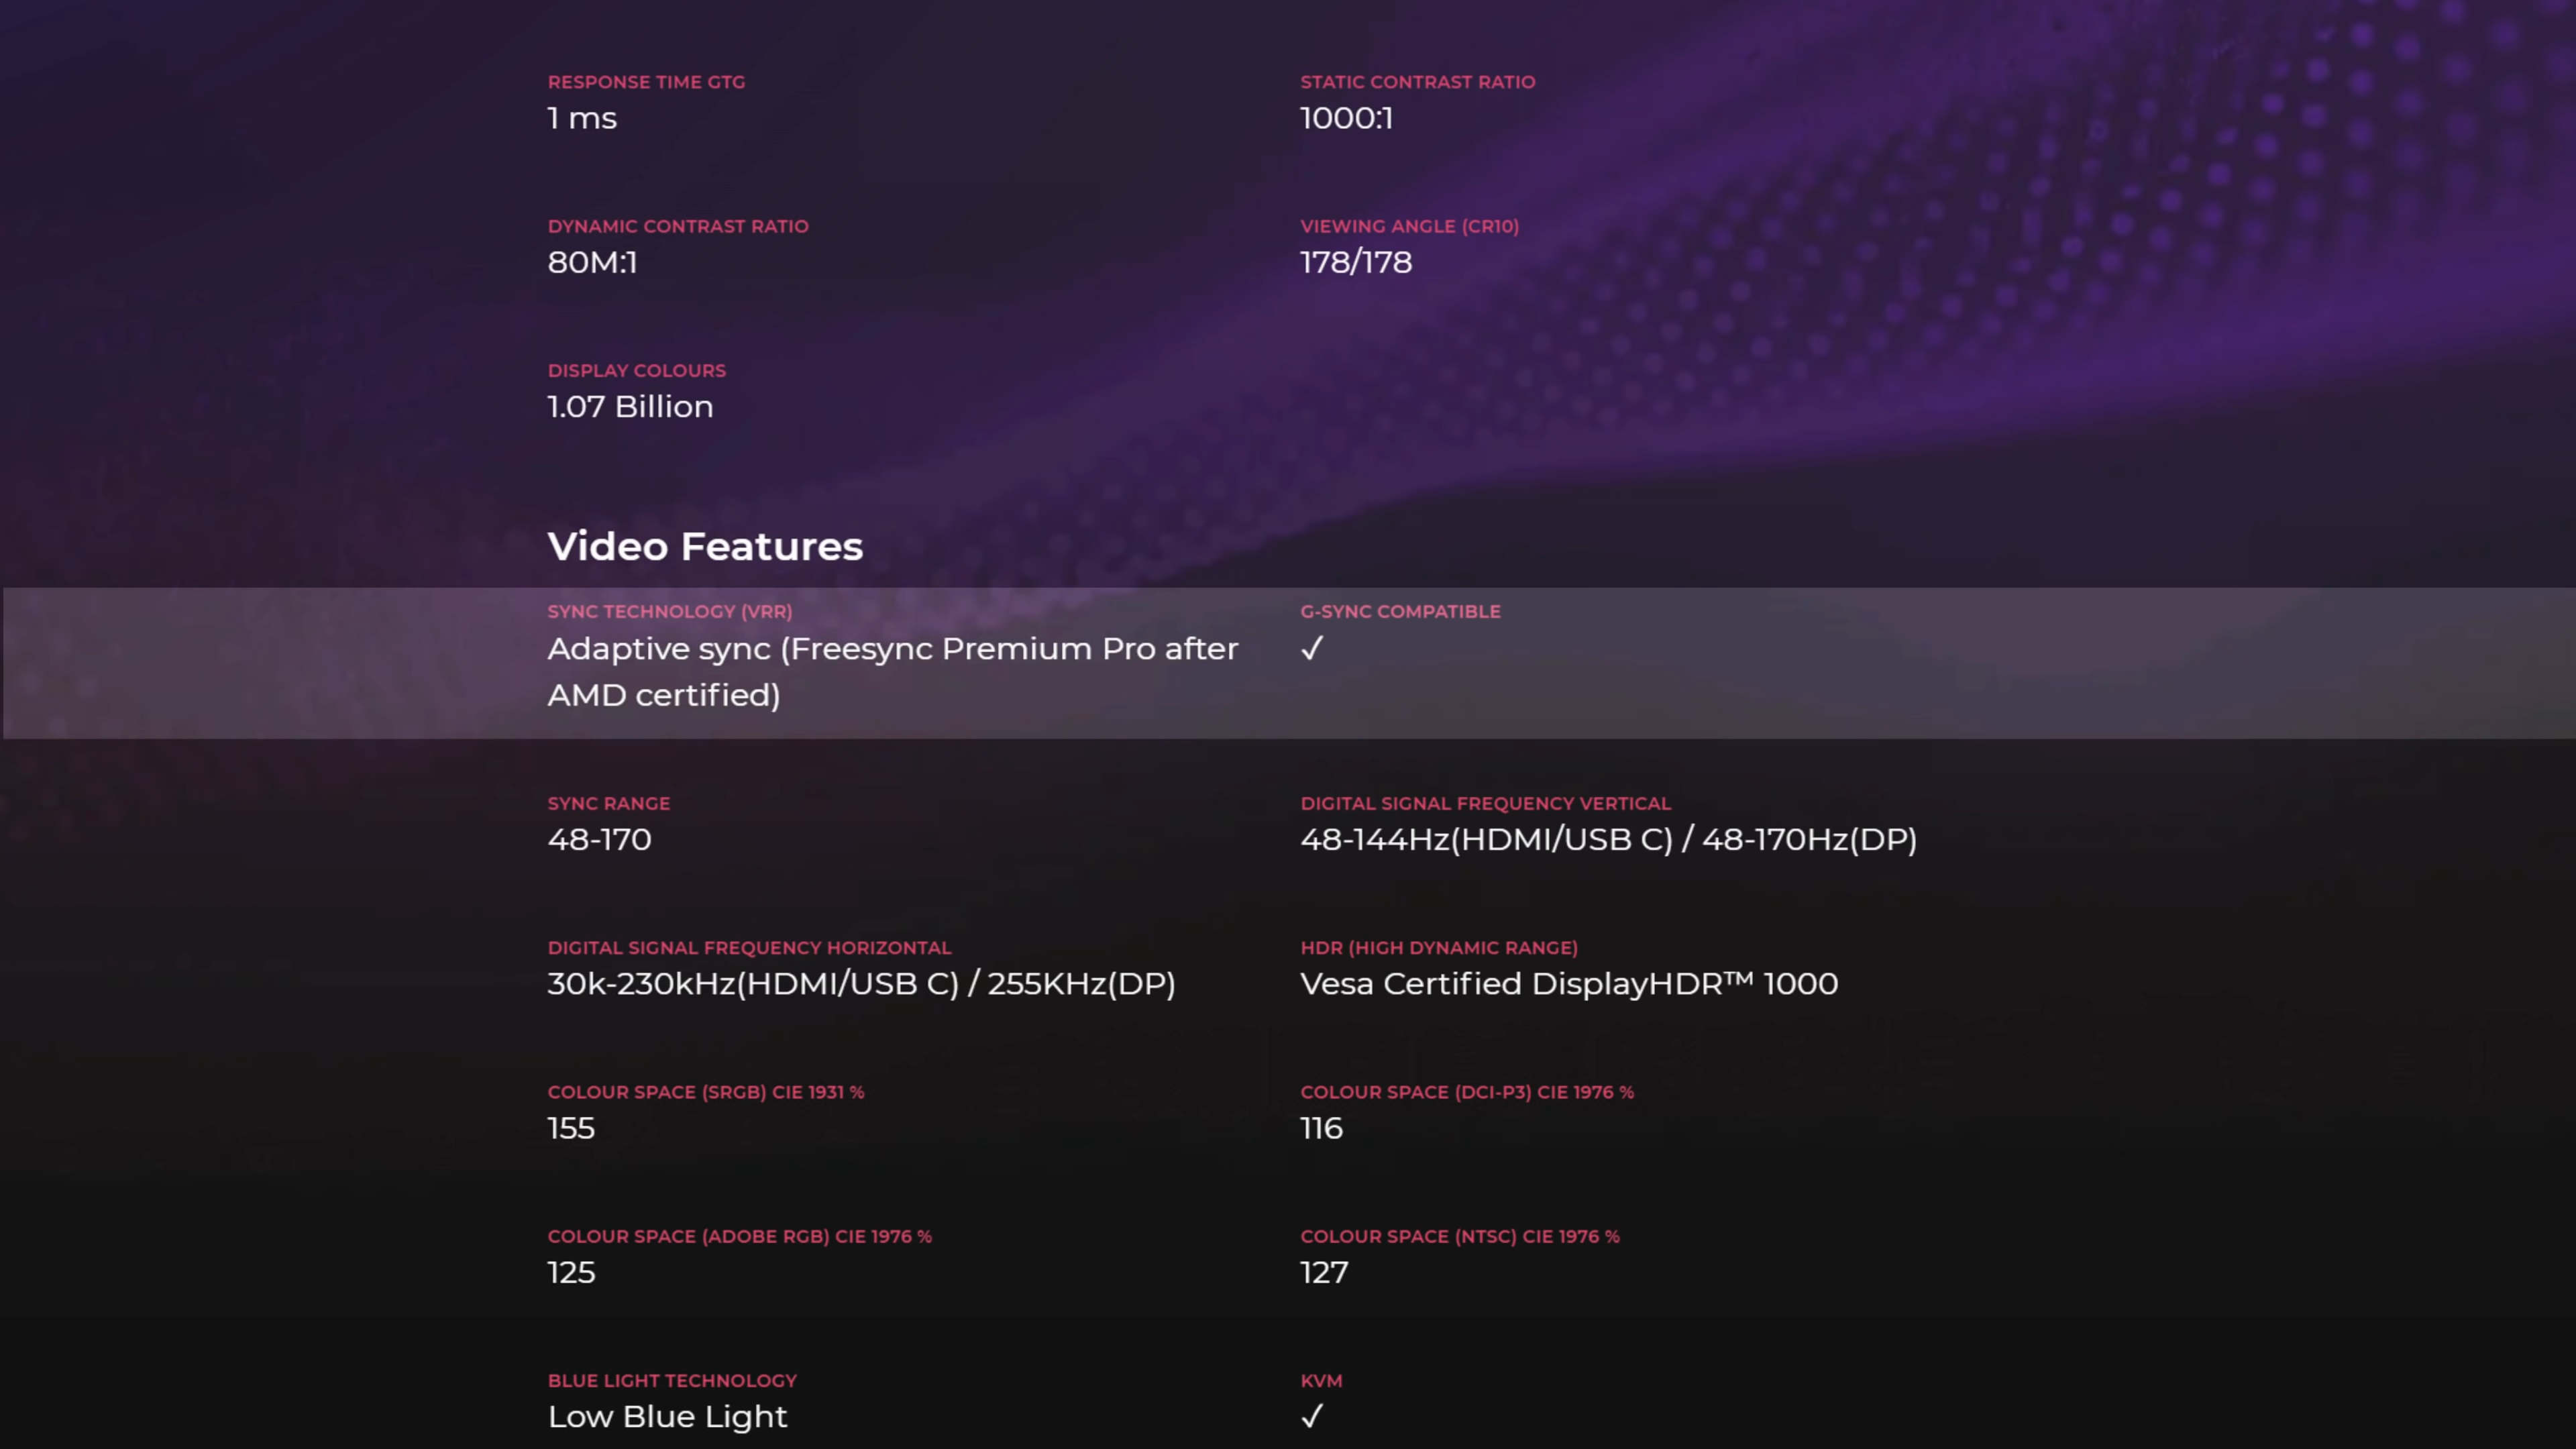 RESPONSE TIME GTG
1 ms
STATIC CONTRAST RATIO
1000:1
DYNAMIC CONTRAST RATIO
80M:1
VIEWING ANGLE (CR10)
178/178
DISPLAY COLOURS
1.07 Billion
Video Features
SYNC TECHNOLOGY (VRR)
Adaptive sync (Freesync Premium Pro after
AMD certified)
G-SYNC COMPATIBLE
✓
SYNC RANGE
48-170
DIGITAL SIGNAL FREQUENCY VERTICAL
48-144Hz(HDMI/USB C) / 48-170Hz(DP)
DIGITAL SIGNAL FREQUENCY HORIZONTAL
30k-230kHz(HDMI/USB C) / 255KHz(DP)
HDR (HIGH DYNAMIC RANGE)
Vesa Certified DisplayHDR™ 1000
COLOUR SPACE (SRGB) CIE 1931 %
155
COLOUR SPACE (DCI-P3) CIE 1976 %
116
COLOUR SPACE (ADOBE RGB) CIE 1976 %
125
COLOUR SPACE (NTSC) CIE 1976 %
127
BLUE LIGHT TECHNOLOGY
Low Blue Light
KVM
✓